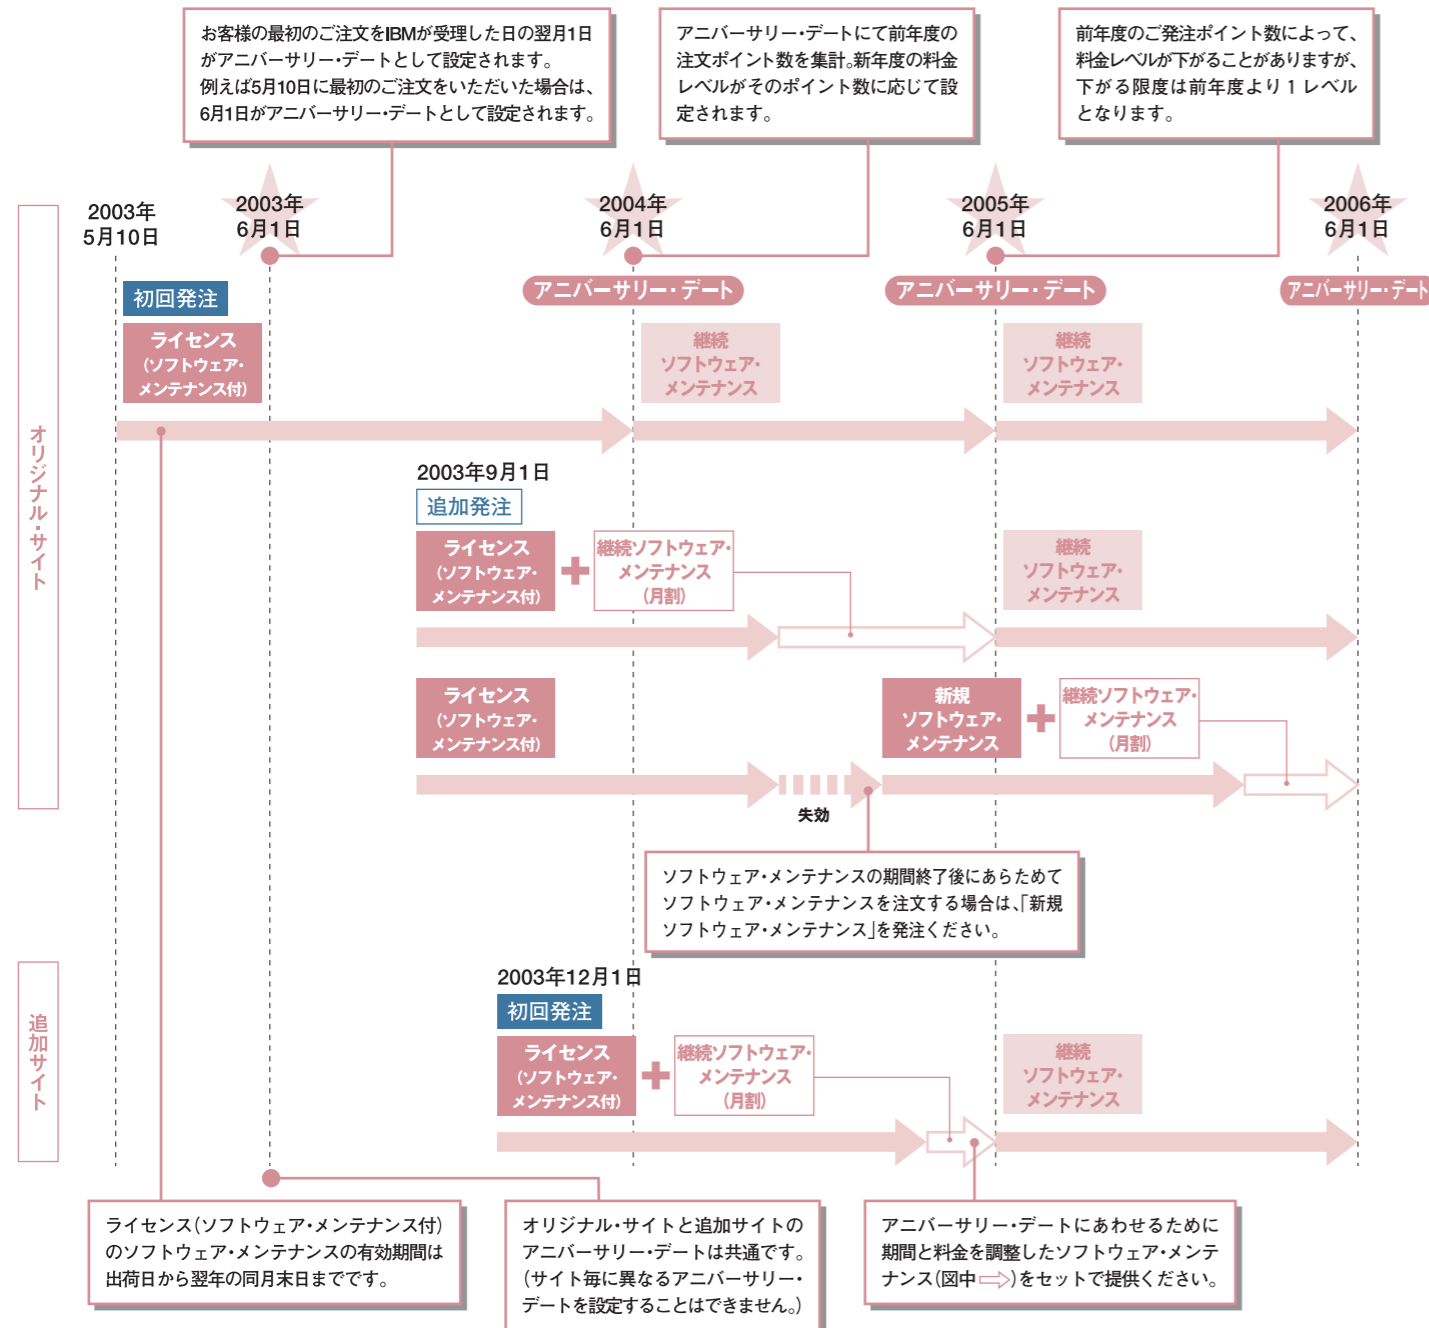 お客様の最初のご注文をIBMが受理した日の翌月1日
がアニバーサリー・デートとして設定されます。
例えば5月10日に最初のご注文をいただいた場合は、
6月1日がアニバーサリー・デートとして設定されます。
アニバーサリー・デートにて前年度の
注文ポイント数を集計。新年度の料金
レベルがそのポイント数に応じて設
定されます。
前年度のご発注ポイント数によって、
料金レベルが下がることがありますが、
下がる限度は前年度より1レベル
となります。
2003年
5月10日
2003年
6月1日
2004年
6月1日
2005年
6月1日
2006年
6月1日
アニバーサリー・デート
アニバーサリー・デート
アニバーサリー・デート
オリジナル・サイト
初回発注
ライセンス
(ソフトウェア・
メンテナンス付)
継続
ソフトウェア・
メンテナンス
継続
ソフトウェア・
メンテナンス
2003年9月1日
追加発注
ライセンス
(ソフトウェア・
メンテナンス付)
継続ソフトウェア・
メンテナンス
(月割)
継続
ソフトウェア・
メンテナンス
ライセンス
(ソフトウェア・
メンテナンス付)
新規
ソフトウェア・
メンテナンス
継続ソフトウェア・
メンテナンス
(月割)
失効
ソフトウェア・メンテナンスの期間終了後にあらためて
ソフトウェア・メンテナンスを注文する場合は、「新規
ソフトウェア・メンテナンス」を発注ください。
追加サイト
2003年12月1日
初回発注
ライセンス
(ソフトウェア・
メンテナンス付)
継続ソフトウェア・
メンテナンス
(月割)
継続
ソフトウェア・
メンテナンス
ライセンス(ソフトウェア・メンテナンス付)
のソフトウェア・メンテナンスの有効期間は
出荷日から翌年の同月末日までです。
オリジナル・サイトと追加サイトの
アニバーサリー・デートは共通です。
(サイト毎に異なるアニバーサリー・
デートを設定することはできません。)
アニバーサリー・デートにあわせるために
期間と料金を調整したソフトウェア・メンテ
ナンス(図中⇨)をセットで提供ください。